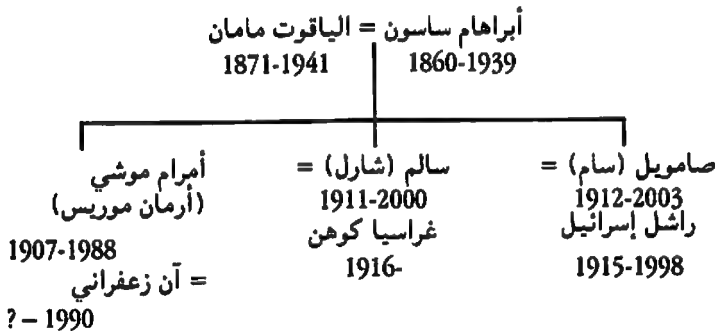 أبراهام ساسون = الياقوت مامان
1860-1939 1871-1941
صامويل (سام) =
1912-2003
راشل إسرائيل
1915-1998
سالم (شارل) =
1911-2000
غراسيا كوهن
1916-
أمرام موشي
(أرمان موريس)
1907-1988
= آن زعفراني
? – 1990